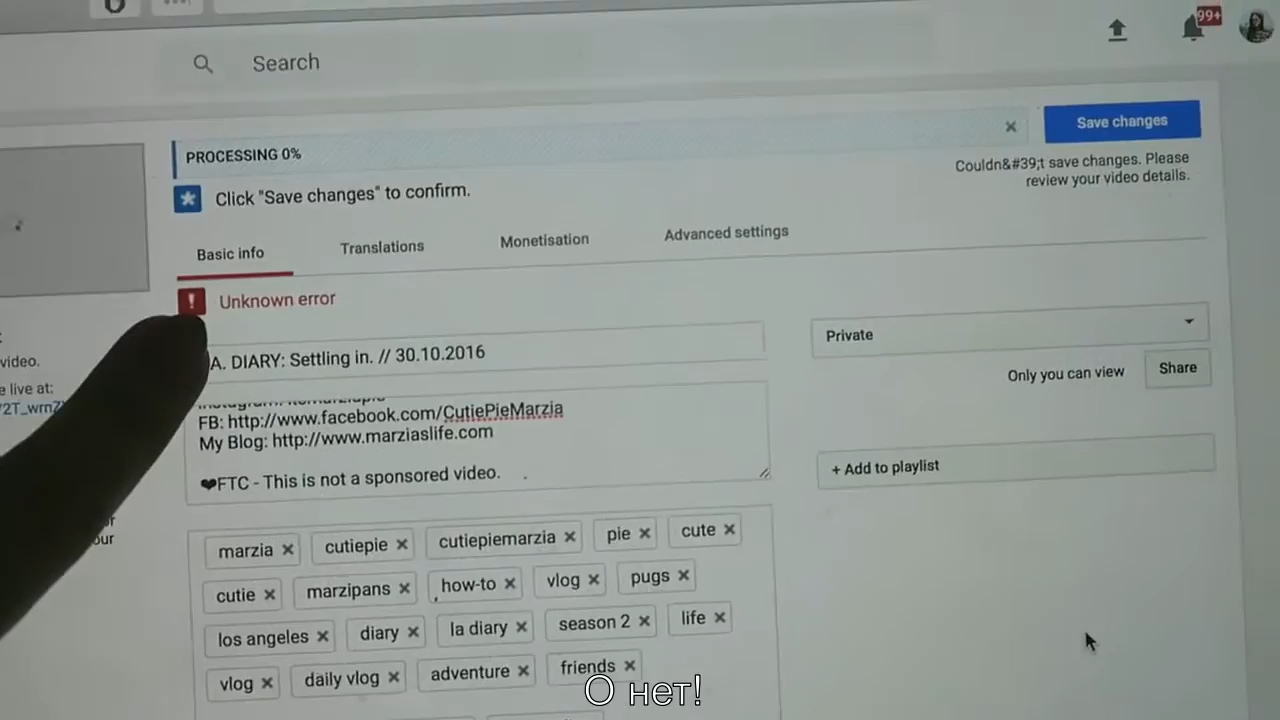 99+
Search
PROCESSING 0%
Save changes
Couldn&#39;t save changes. Please
review your video details.
Click "Save changes" to confirm.
Basic info
Translations
Monetisation
Advanced settings
Unknown error
A. DIARY: Settling in. // 30.10.2016
Private
video.
Only you can view
Share
e live at:
FB: http://www.facebook.com/CutiePieMarzia
My Blog: http://www.marziaslife.com
❤FTC - This is not a sponsored video.
+ Add to playlist
marzia
cutiepie
cutiepiemarzia
pie
cute
cutie
marzipans
how-to
vlog
pugs
los angeles
diary
la diary
season 2
life
vlog
daily vlog
adventure
friends
О нет!